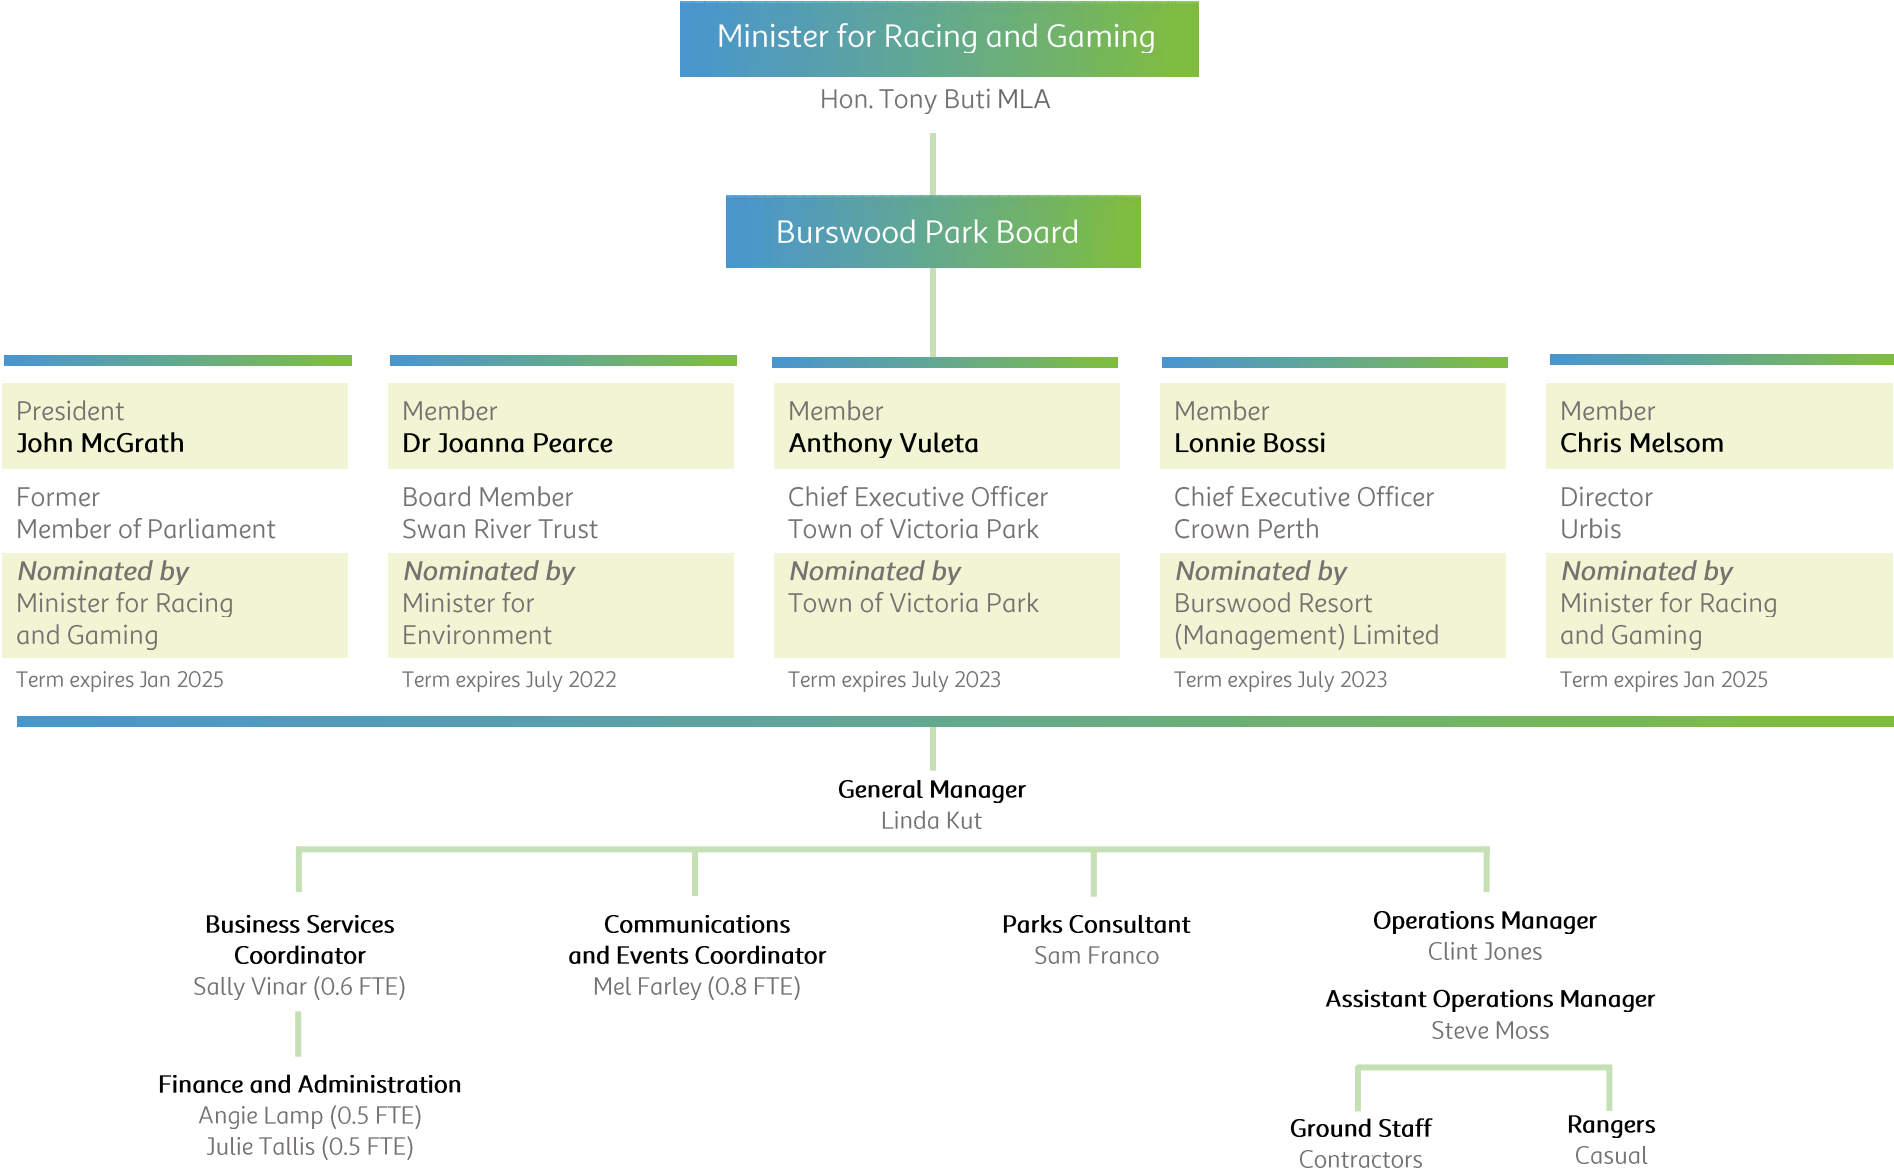 Minister for Racing and Gaming
Hon. Tony Buti MLA
Burswood Park Board
President
John McGrath
Former
Member of Parliament
Nominated by
Minister for Racing
and Gaming
Term expires Jan 2025
Member
Dr Joanna Pearce
Board Member
Swan River Trust
Nominated by
Minister for
Environment
Term expires July 2022
Member
Anthony Vuleta
Chief Executive Officer
Town of Victoria Park
Nominated by
Town of Victoria Park
Term expires July 2023
Member
Lonnie Bossi
Chief Executive Officer
Crown Perth
Nominated by
Burswood Resort
(Management) Limited
Term expires July 2023
Member
Chris Melsom
Director
Urbis
Nominated by
Minister for Racing
and Gaming
Term expires Jan 2025
General Manager
Linda Kut
Business Services
Coordinator
Sally Vinar (0.6 FTE)
Finance and Administration
Angie Lamp (0.5 FTE)
Julie Tallis (0.5 FTE)
Communications
and Events Coordinator
Mel Farley (0.8 FTE)
Parks Consultant
Sam Franco
Operations Manager
Clint Jones
Assistant Operations Manager
Steve Moss
Ground Staff
Contractors
Rangers
Casual